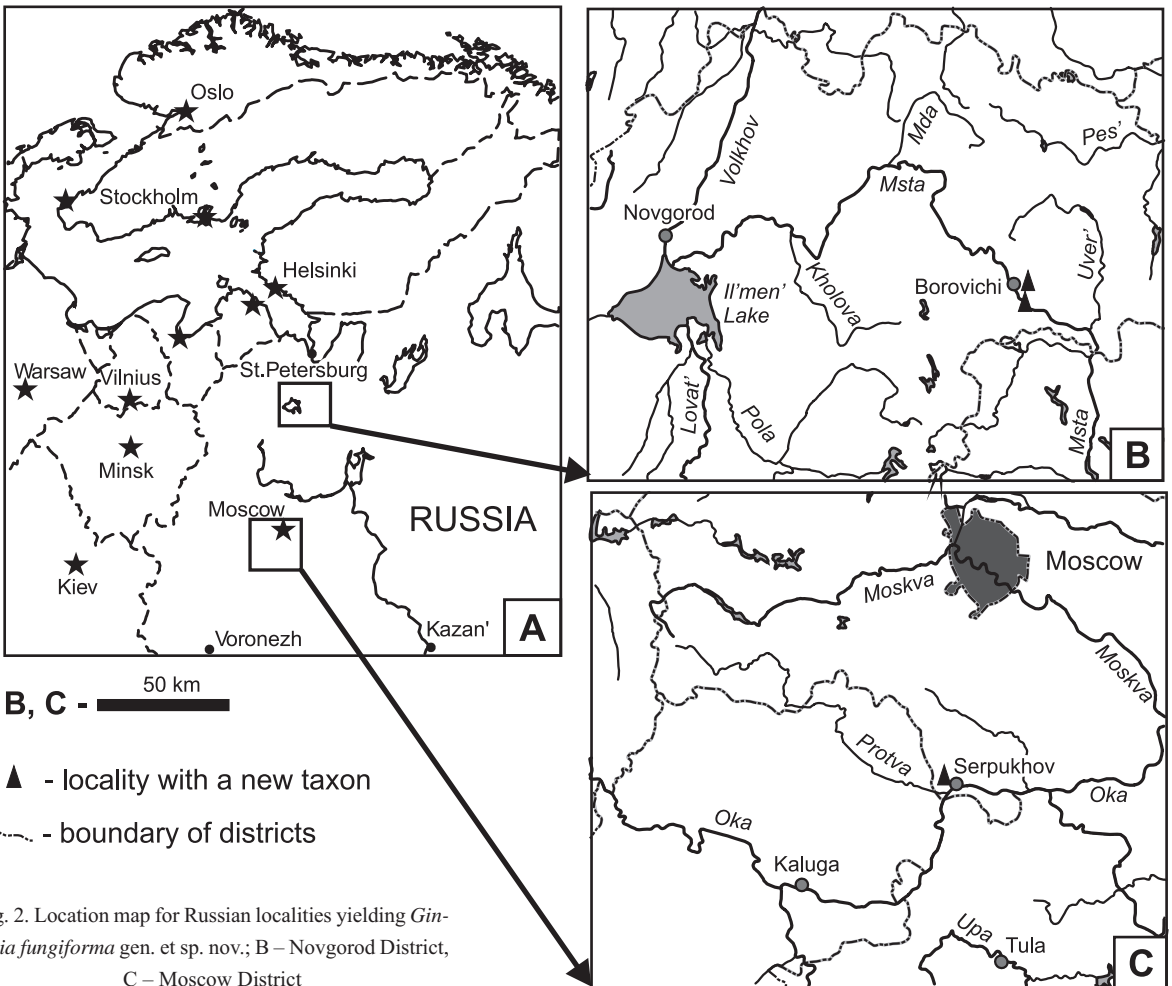 Oslo
Stockholm
Helsinki
St.Petersburg
Warsaw
Vilnius
Minsk
Moscow
RUSSIA
Kiev
Voronezh
Kazan'
A
Volkhov
Mda
Pes'
Msta
Novgorod
Kholova
Uver'
Borovichi
Il'men'
Lake
Lovat'
Pola
Msta
B
Moscow
Moskva
Moskva
Protva
Serpukhov
Oka
Oka
Kaluga
Upa
Tula
C
B, C -
50 km
- locality with a new taxon
- boundary of districts
g. 2. Location map for Russian localities yielding Gin-
ia fungiforma gen. et sp. nov.; B – Novgorod District,
C – Moscow District